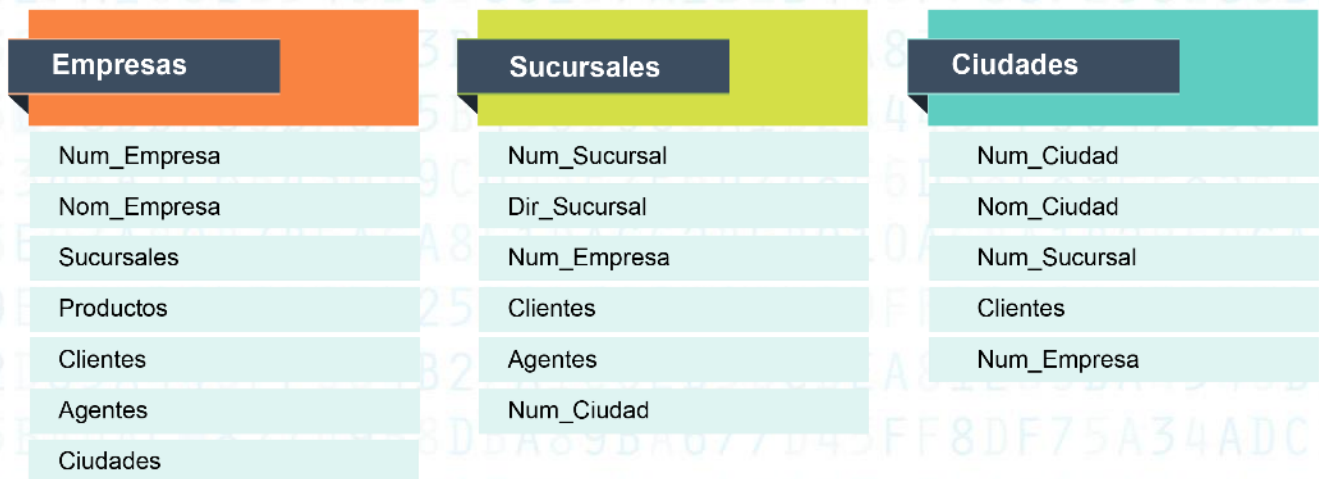 Empresas
Num_Empresa
Nom_Empresa
Sucursales
Productos
Clientes
Agentes
Ciudades
Sucursales
Num_Sucursal
Dir_Sucursal
Num_Empresa
Clientes
Agentes
Num_Ciudad
Ciudades
Num_Ciudad
Nom_Ciudad
Num_Sucursal
Clientes
Num_Empresa